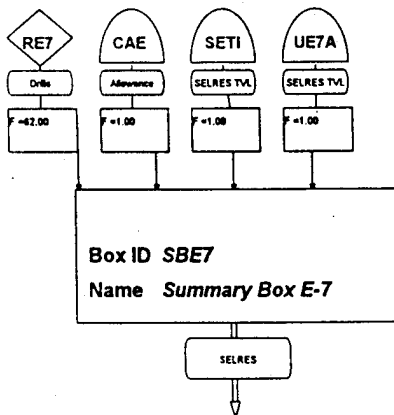 RE7 CAE SETI UE7A
Drills Allowance SELRES TVL SELRES TVL
F =62.00 F =1.00 F =1.00 F =1.00
Box ID SBE7
Name Summary Box E-7
SELRES